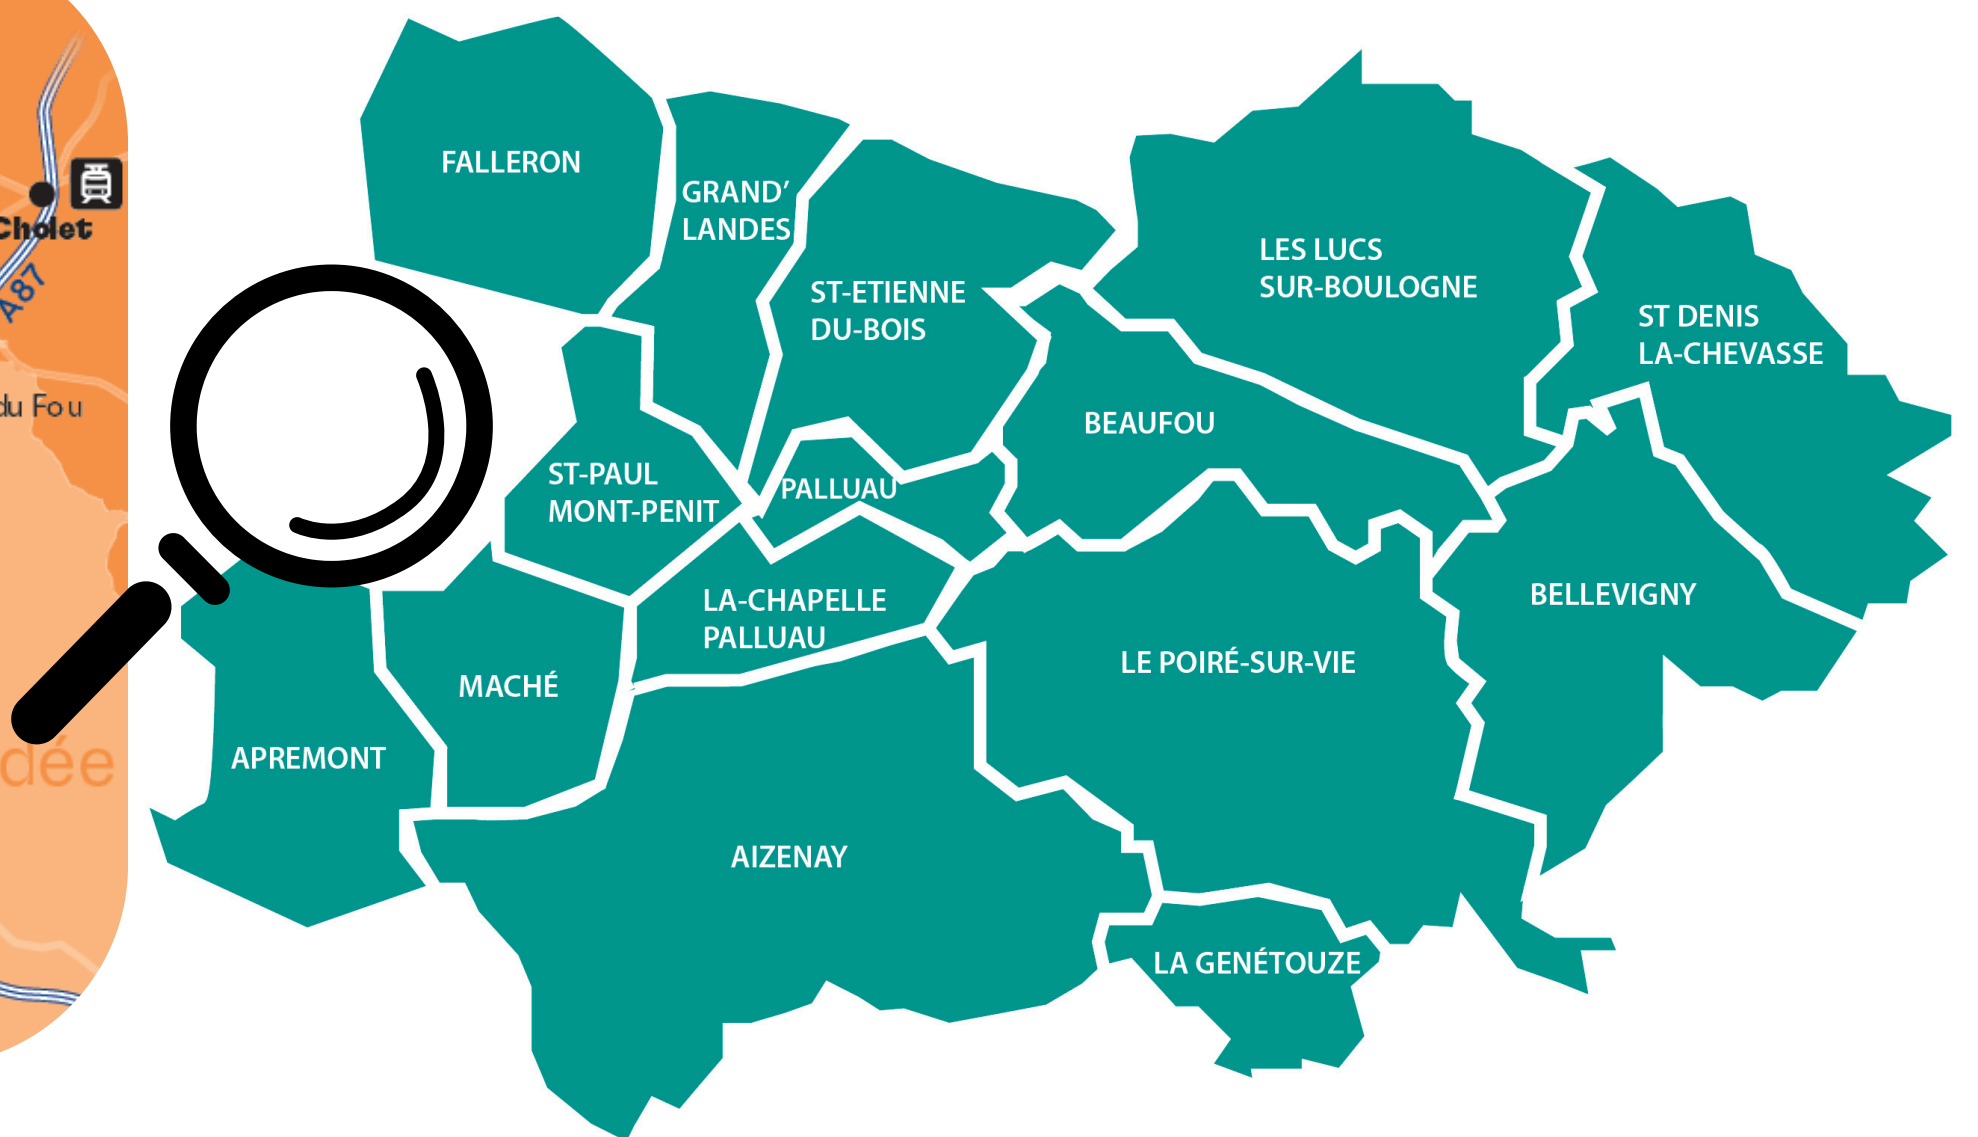 Cholet
A87
du Fou
dée
FALLERON
GRAND'
LANDES
ST-ETIENNE
DU-BOIS
LES LUCS
SUR-BOULOGNE
ST DENIS
LA-CHEVASSE
BEAUFOU
ST-PAUL
MONT-PENIT
PALLUAU
LA-CHAPELLE
PALLUAU
BELLEVIGNY
LE POIRÉ-SUR-VIE
MACHÉ
APREMONT
AIZENAY
LA GENÉTOUZE